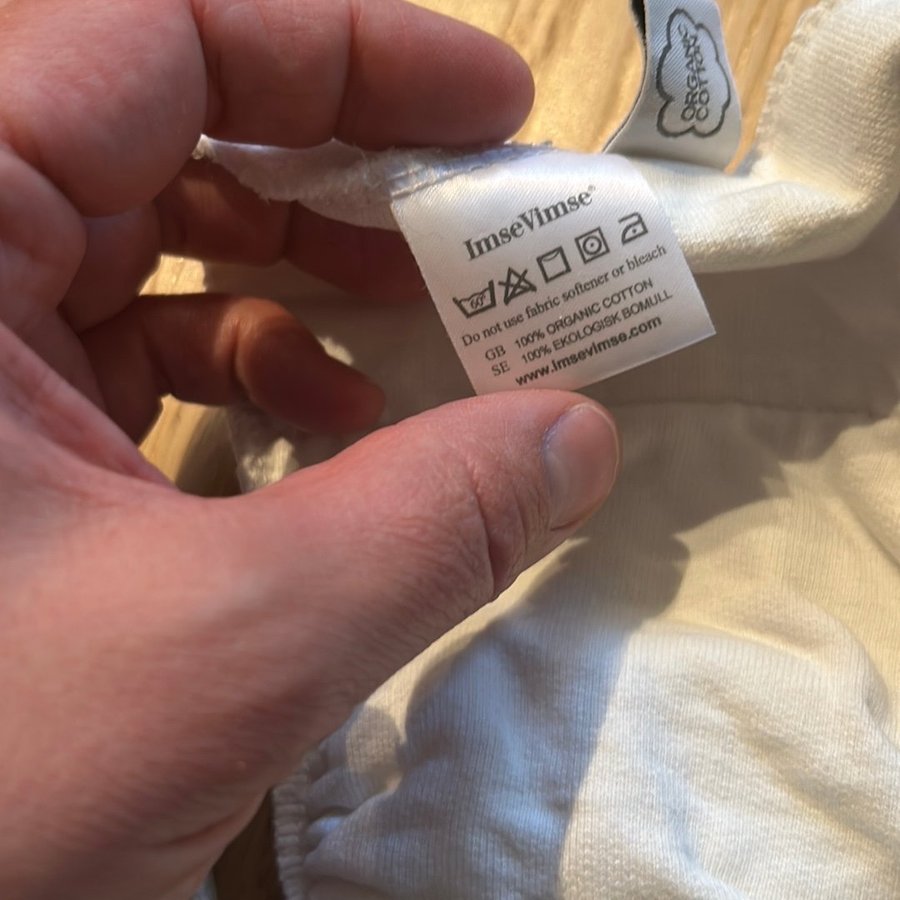 ORGANIC
COTTON
ImseVimse®
60°
Do not use fabric softener or bleach
GB 100% ORGANIC COTTON
SE 100% EKOLOGISK BOMULL
www.imsevimse.com